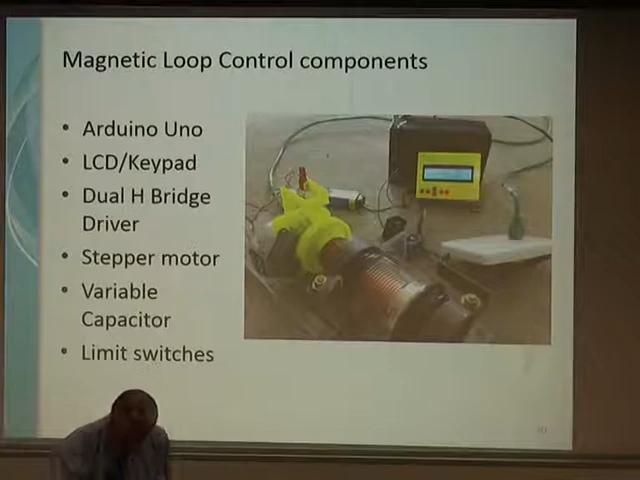 Magnetic Loop Control components
• Arduino Uno
• LCD/Keypad
• Dual H Bridge
Driver
• Stepper motor
• Variable
Capacitor
• Limit switches